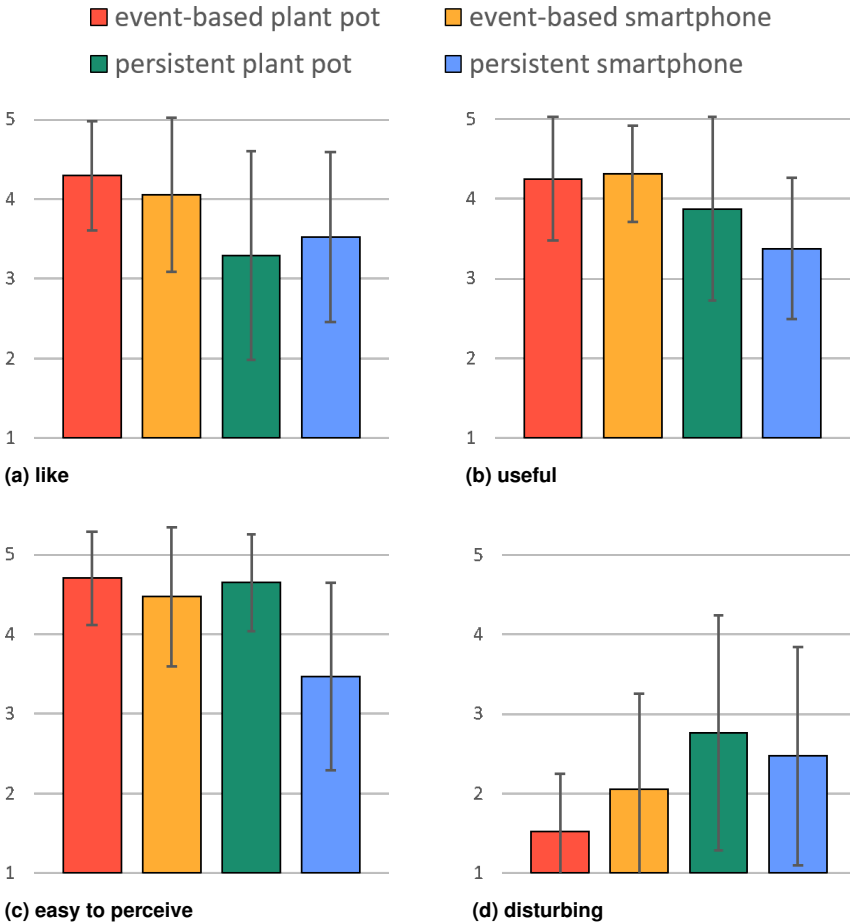 event-based plant pot
event-based smartphone
persistent plant pot
persistent smartphone
5
4
3
2
1
(a) like
5
4
3
2
1
(b) useful
5
4
3
2
1
(c) easy to perceive
5
4
3
2
1
(d) disturbing